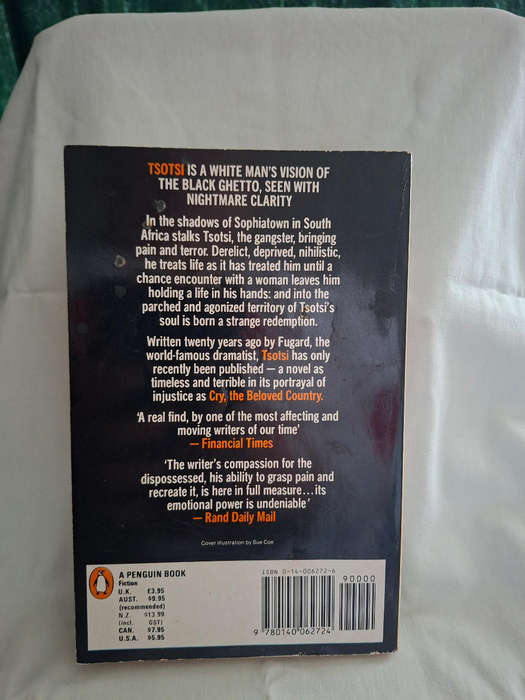 TSOTSI IS A WHITE MAN'S VISION OF
THE BLACK GHETTO, SEEN WITH
NIGHTMARE CLARITY
In the shadows of Sophiatown in South
Africa stalks Tsotsi, the gangster, bringing
pain and terror. Derelict, deprived, nihilistic,
he treats life as it has treated him until a
chance encounter with a woman leaves him
holding a life in his hands: and into the
parched and agonized territory of Tsotsi's
soul is born a strange redemption.
Written twenty years ago by Fugard, the
world-famous dramatist, Tsotsi has only
recently been published – a novel as
timeless and terrible in its portrayal of
injustice as Cry, the Beloved Country.
'A real find, by one of the most affecting and
moving writers of our time'
– Financial Times
'The writer's compassion for the
dispossessed, his ability to grasp pain and
recreate it, is here in full measure...its
emotional power is undeniable'
– Rand Daily Mail
Cover illustration by Sue Coe
A PENGUIN BOOK
Fiction
U.K. £3.95
AUST. $9.95
(recommended)
N.Z. $13.99
(incl. GST)
CAN. $7.95
U.S.A. $5.95
ISBN 0-14-006272-6
90000
9 780140 062724